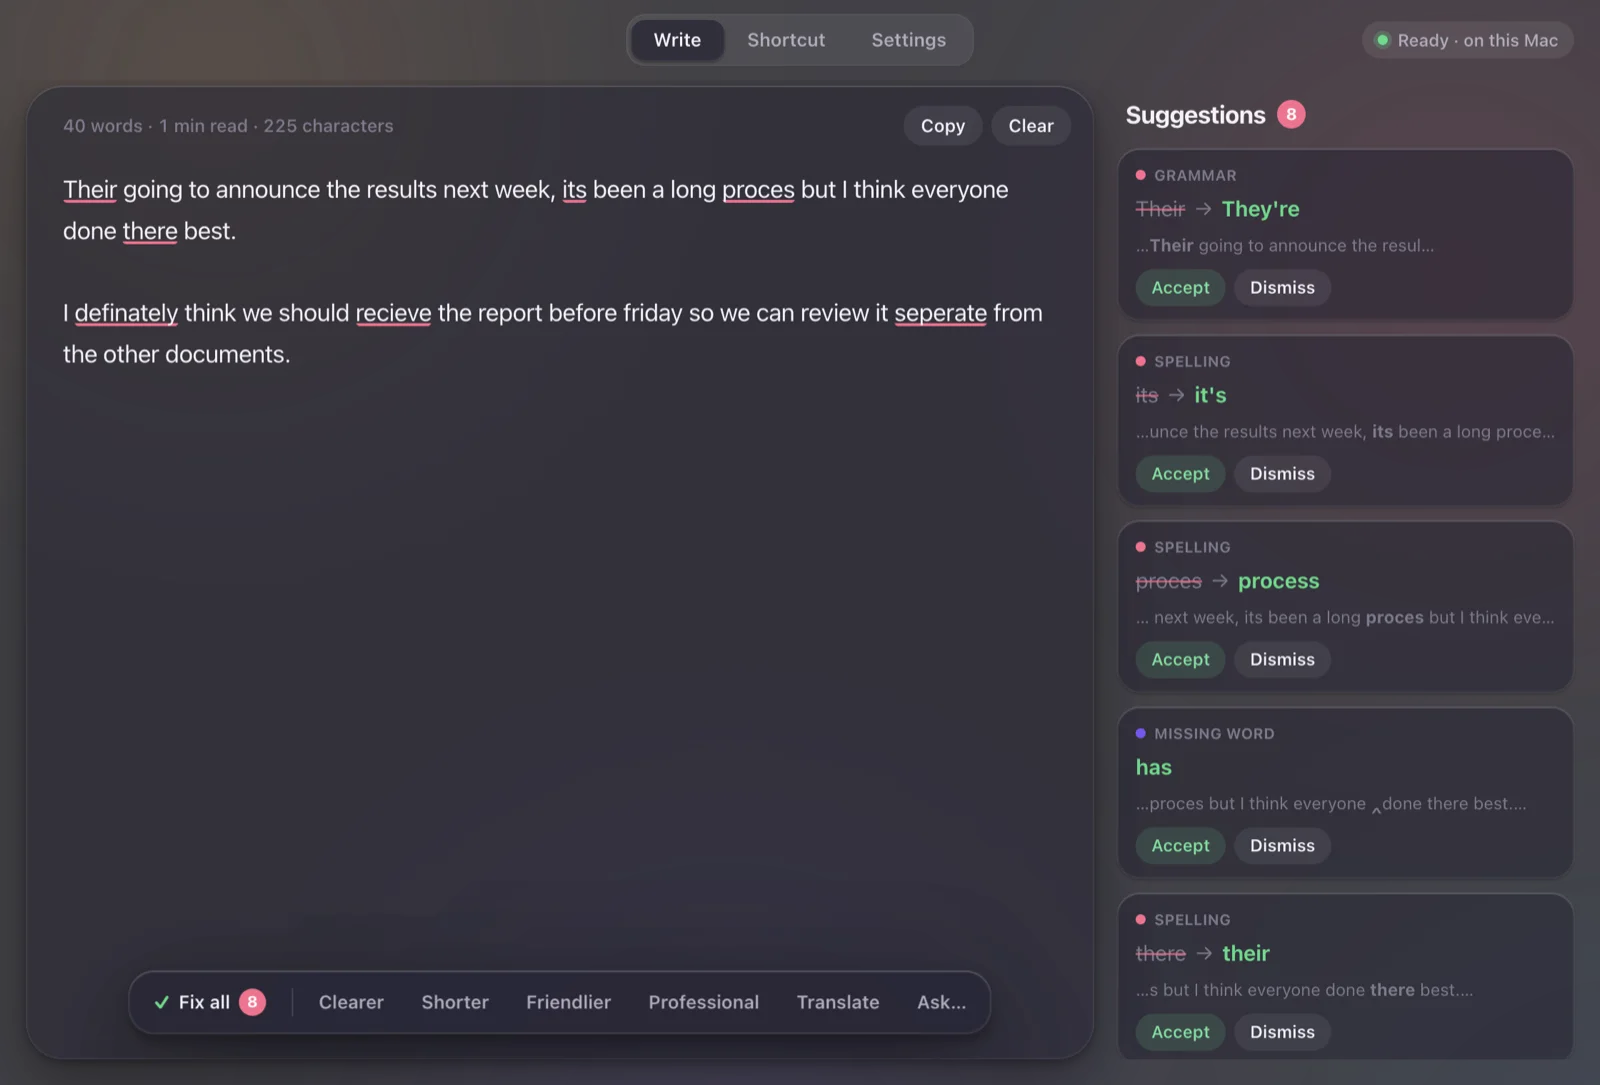 Write Shortcut Settings
Ready · on this Mac
40 words · 1 min read · 225 characters
Copy Clear
Their going to announce the results next week, its been a long proces but I think everyone
done there best.
I definately think we should recieve the report before friday so we can review it seperate from
the other documents.
✓ Fix all 8 Clearer Shorter Friendlier Professional Translate Ask...
Suggestions 8
GRAMMAR
Their → They're
...Their going to announce the resul...
Accept Dismiss
SPELLING
its → it's
...unce the results next week, its been a long proce...
Accept Dismiss
SPELLING
proces → process
... next week, its been a long proces but I think eve...
Accept Dismiss
MISSING WORD
has
...proces but I think everyone ‸done there best....
Accept Dismiss
SPELLING
there → their
...s but I think everyone done there best....
Accept Dismiss